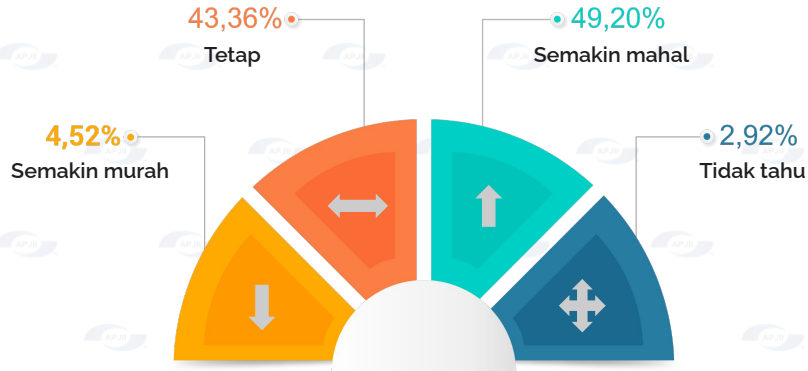 43,36%
Tetap
49,20%
Semakin mahal
4,52%
Semakin murah
2,92%
Tidak tahu